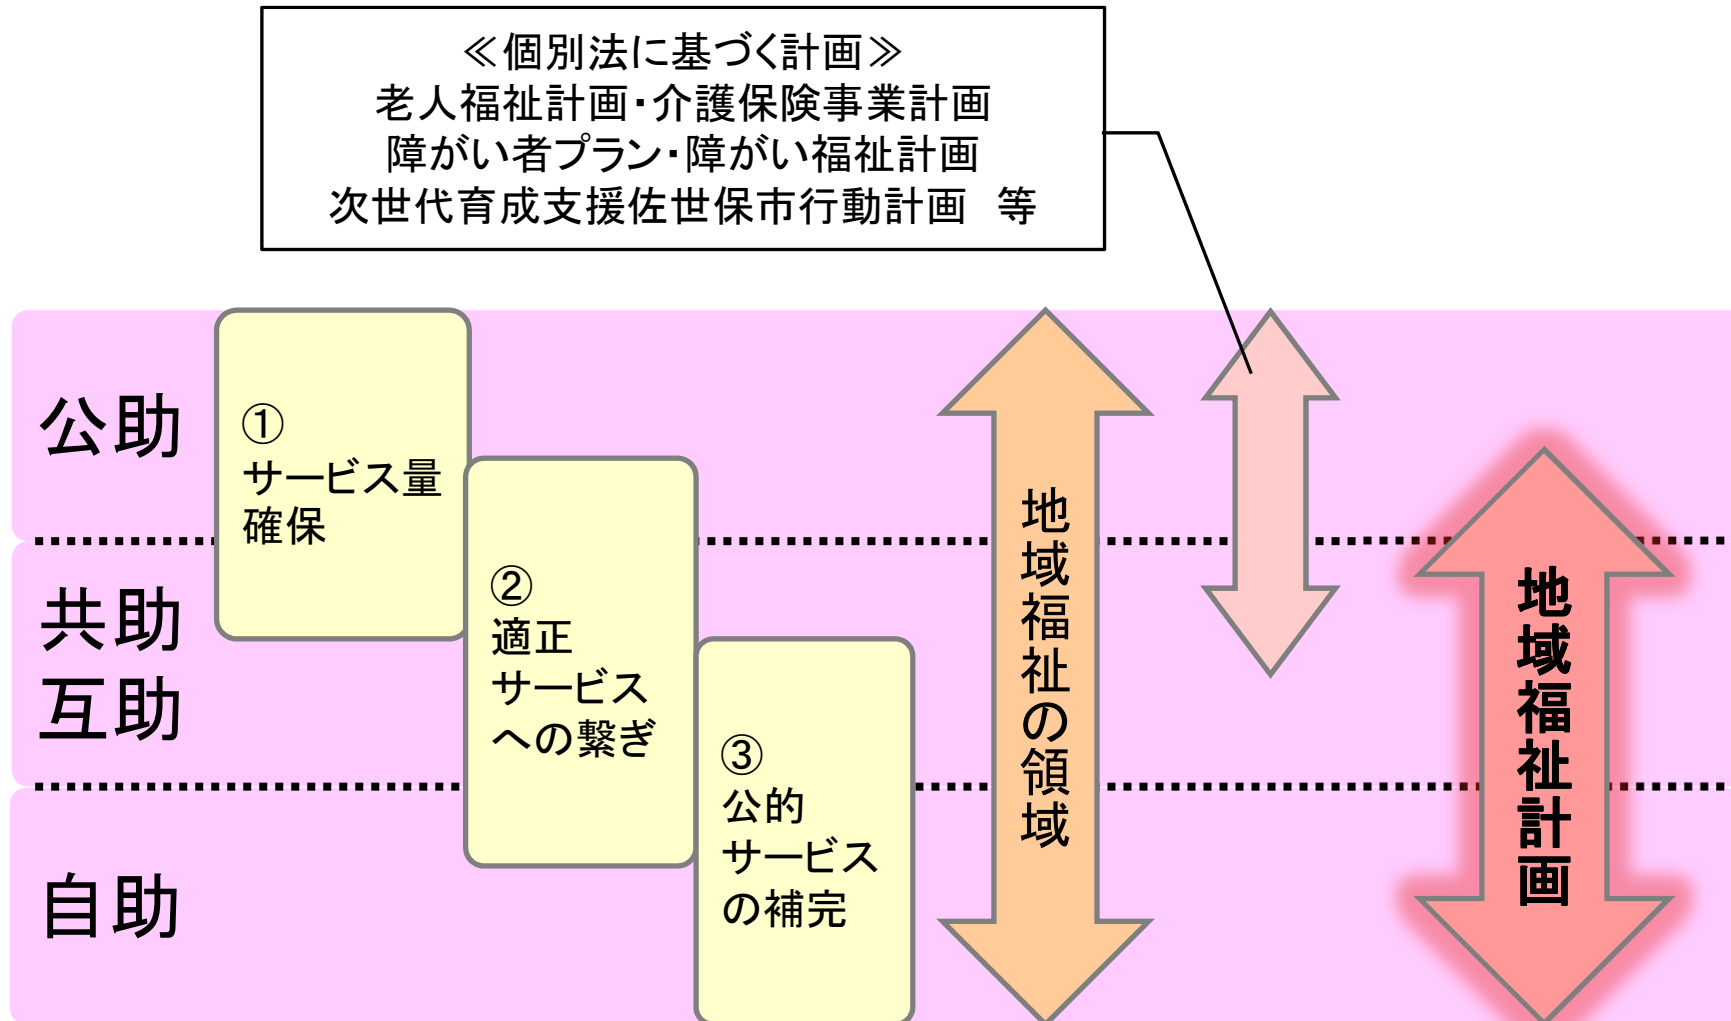 ≪個別法に基づく計画≫
老人福祉計画・介護保険事業計画
障がい者プラン・障がい福祉計画
次世代育成支援佐世保市行動計画　等
公助
共助
互助
自助
①
サービス量
確保
②
適正
サービス
への繋ぎ
③
公的
サービス
の補完
地域福祉の領域
地域福祉計画